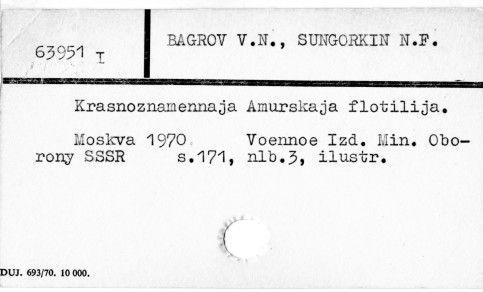 63951 I
BAGROV V.N., SUNGORKIN N.F.
Krasnoznamennaja Amurskaja flotilija.
Moskva 1970. Voennoe Izd. Min. Obo-
rony SSSR s.171, nlb.3, ilustr.
DUJ. 693/70. 10 000.